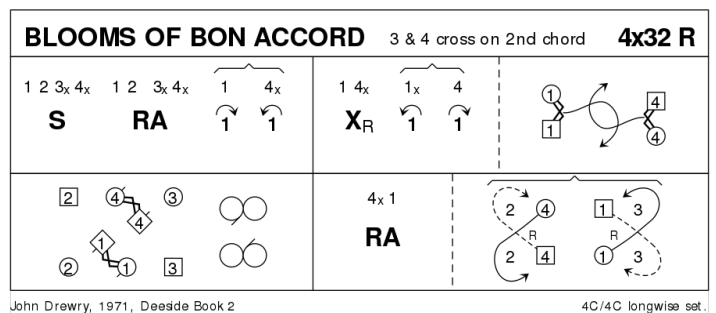 BLOOMS OF BON ACCORD 3 & 4 cross on 2nd chord 4x32 R
1 2 3x 4x 1 2 3x 4x 1 4x
S RA 1 1
1 4x 1x 4
XR 1 1
1 1 4 4
2 4 4 3
1 2 1 3
4x 1
RA
2 4 1 3
R R
2 4 1 3
John Drewry, 1971, Deeside Book 2 4C/4C longwise set.